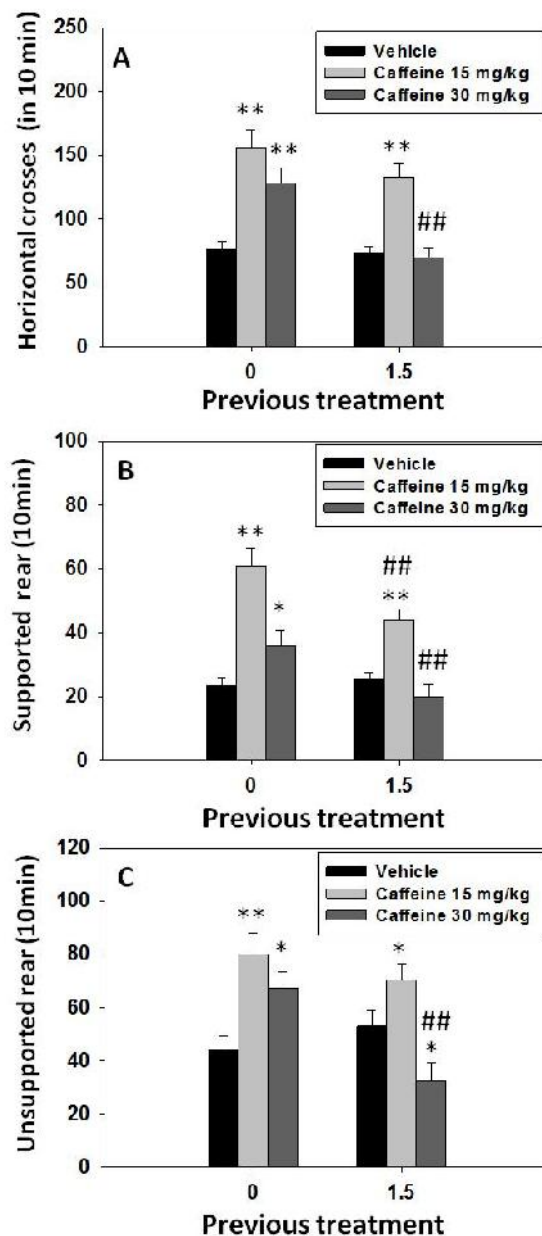 250
200
150
100
50
0
Horizontal crosses (in 10 min)
A
Vehicle
Caffeine 15 mg/kg
Caffeine 30 mg/kg
**
**
**
##
0 1.5
Previous treatment
100
80
60
40
20
0
Supported rear (10min)
B
Vehicle
Caffeine 15 mg/kg
Caffeine 30 mg/kg
**
*
##
**
##
0 1.5
Previous treatment
120
100
80
60
40
20
0
Unsupported rear (10min)
C
Vehicle
Caffeine 15 mg/kg
Caffeine 30 mg/kg
**
*
*
##
*
0 1.5
Previous treatment